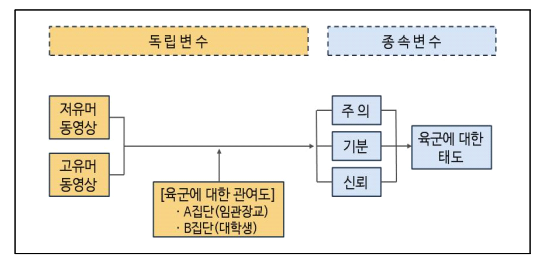 독립변수
종속변수
저유머
동영상
고유머
동영상
[육군에 대한 관여도]
· A집단(임관장교)
· B집단(대학생)
주의
기분
신뢰
육군에 대한
태도